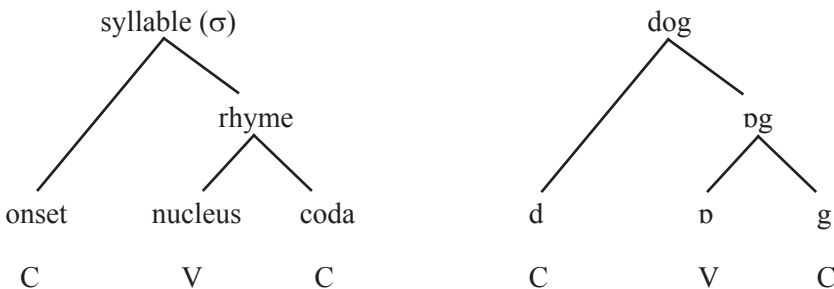 syllable (σ) dog
rhyme ɒg
onset nucleus coda d ɒ g
C V C C V C